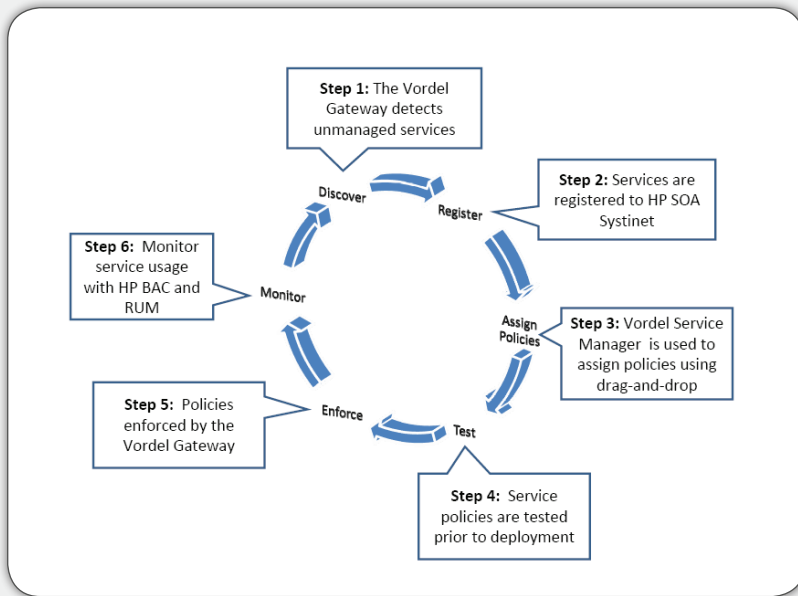 Step 1: The Vordel
Gateway detects
unmanaged services
Discover
Step 2: Services are
registered to HP SOA
Systinet
Register
Step 3: Vordel Service
Manager is used to
assign policies using
drag-and-drop
Assign
Policies
Step 4: Service
policies are tested
prior to deployment
Test
Step 5: Policies
enforced by the
Vordel Gateway
Enforce
Step 6: Monitor
service usage
with HP BAC and
RUM
Monitor